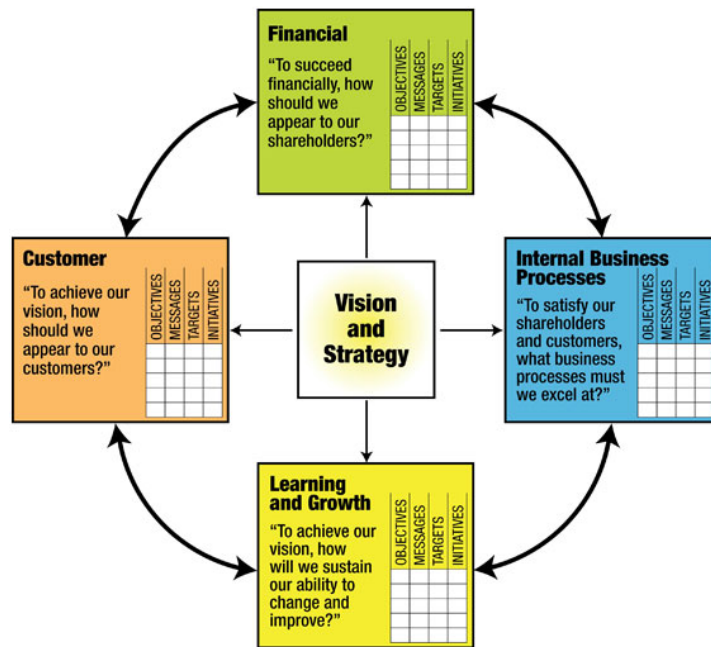 Financial
“To succeed
financially, how
should we
appear to our
shareholders?”
OBJECTIVES
MESSAGES
TARGETS
INITIATIVES
Customer
“To achieve our
vision, how
should we
appear to our
customers?”
OBJECTIVES
MESSAGES
TARGETS
INITIATIVES
Vision
and
Strategy
Internal Business
Processes
“To satisfy our
shareholders
and customers,
what business
processes must
we excel at?”
OBJECTIVES
MESSAGES
TARGETS
INITIATIVES
Learning
and Growth
“To achieve our
vision, how
will we sustain
our ability to
change and
improve?”
OBJECTIVES
MESSAGES
TARGETS
INITIATIVES